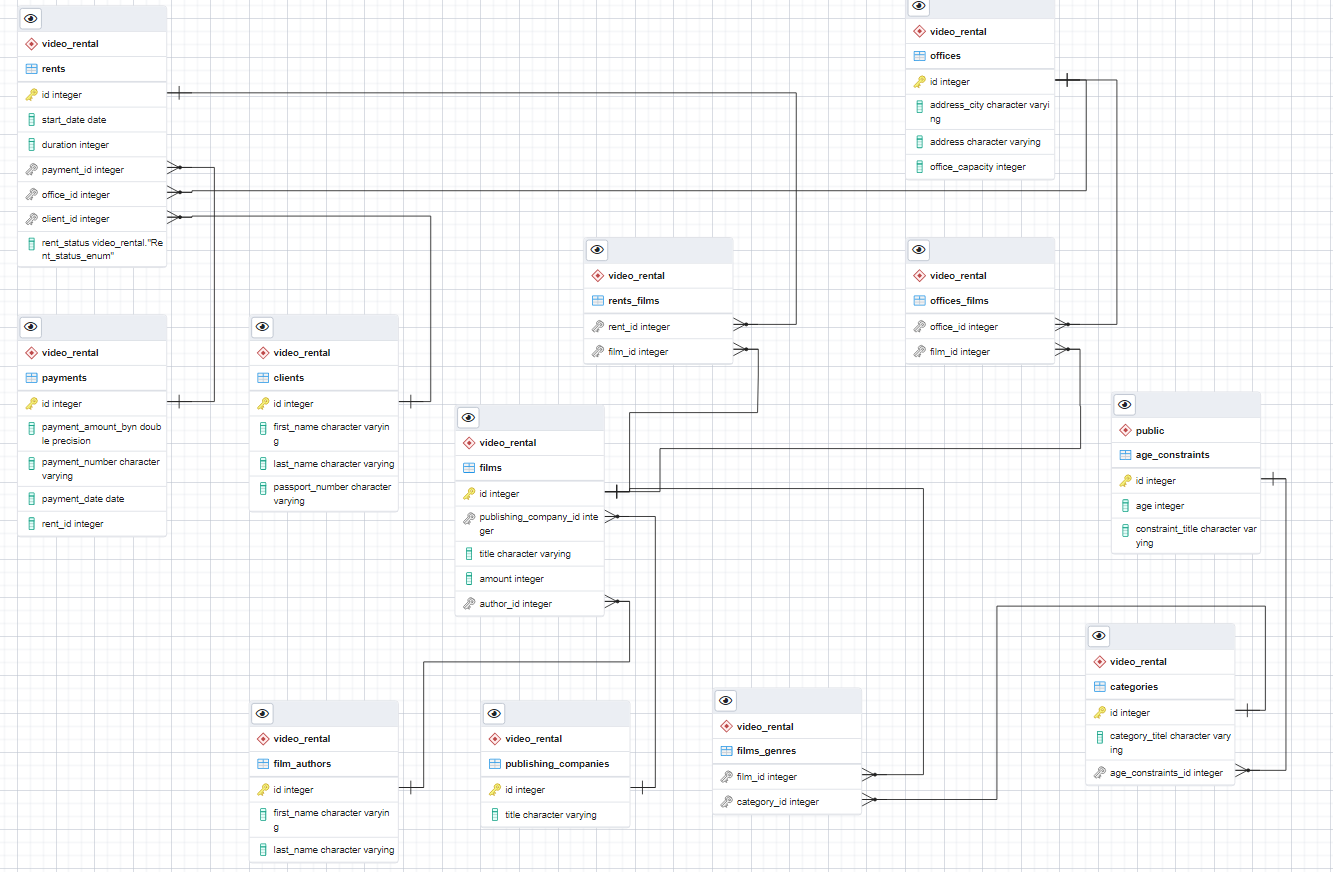 video_rental
rents
id integer
start_date date
duration integer
payment_id integer
office_id integer
client_id integer
rent_status video_rental."Re
nt_status_enum"
video_rental
offices
id integer
address_city character varyi
ng
address character varying
office_capacity integer
video_rental
rents_films
rent_id integer
film_id integer
video_rental
offices_films
office_id integer
film_id integer
video_rental
payments
id integer
payment_amount_byn doub
le precision
payment_number character
varying
payment_date date
rent_id integer
video_rental
clients
id integer
first_name character varyin
g
last_name character varying
passport_number character
varying
video_rental
films
id integer
publishing_company_id inte
ger
title character varying
amount integer
author_id integer
public
age_constraints
id integer
age integer
constraint_title character var
ying
video_rental
categories
id integer
category_titel character vary
ing
age_constraints_id integer
video_rental
film_authors
id integer
first_name character varyin
g
last_name character varying
video_rental
publishing_companies
id integer
title character varying
video_rental
films_genres
film_id integer
category_id integer